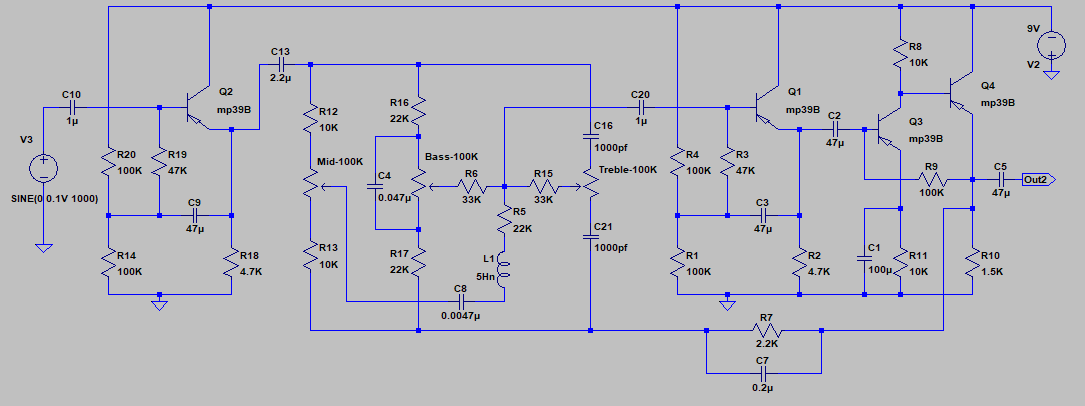 9V
V2
R8
10K
C13
2.2µ
Q2
mp39B
Q1
mp39B
Q4
mp39B
C10
1µ
R16
22K
C20
1µ
R12
10K
C16
1000pf
C2
47µ
Q3
mp39B
V3
SINE(0 0.1V 1000)
R20
100K
R19
47K
Mid-100K
Bass-100K
C4
0.047µ
R6
33K
R15
33K
Treble-100K
R4
100K
R3
47K
R9
100K
C5
47µ
Out2
C9
47µ
R5
22K
C21
1000pf
C3
47µ
R14
100K
R18
4.7K
R13
10K
R17
22K
L1
5Hn
R1
100K
R2
4.7K
C1
100µ
R11
10K
R10
1.5K
C8
0.0047µ
R7
2.2K
C7
0.2µ